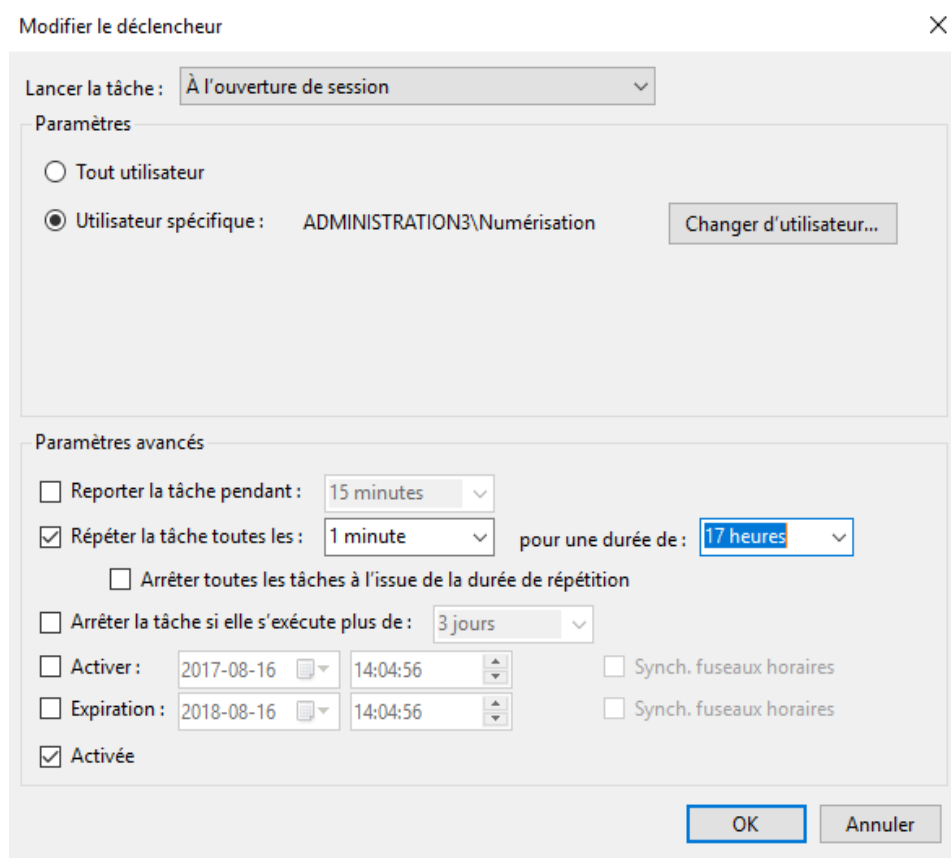 Modifier le déclencheur
Lancer la tâche : À l'ouverture de session
Paramètres
Tout utilisateur
Utilisateur spécifique : ADMINISTRATION3\Numérisation Changer d'utilisateur...
Paramètres avancés
Reporter la tâche pendant : 15 minutes
Répéter la tâche toutes les : 1 minute pour une durée de : 17 heures
Arrêter toutes les tâches à l'issue de la durée de répétition
Arrêter la tâche si elle s'exécute plus de : 3 jours
Activer : 2017-08-16 14:04:56 Synch. fuseaux horaires
Expiration : 2018-08-16 14:04:56 Synch. fuseaux horaires
Activée
OK Annuler